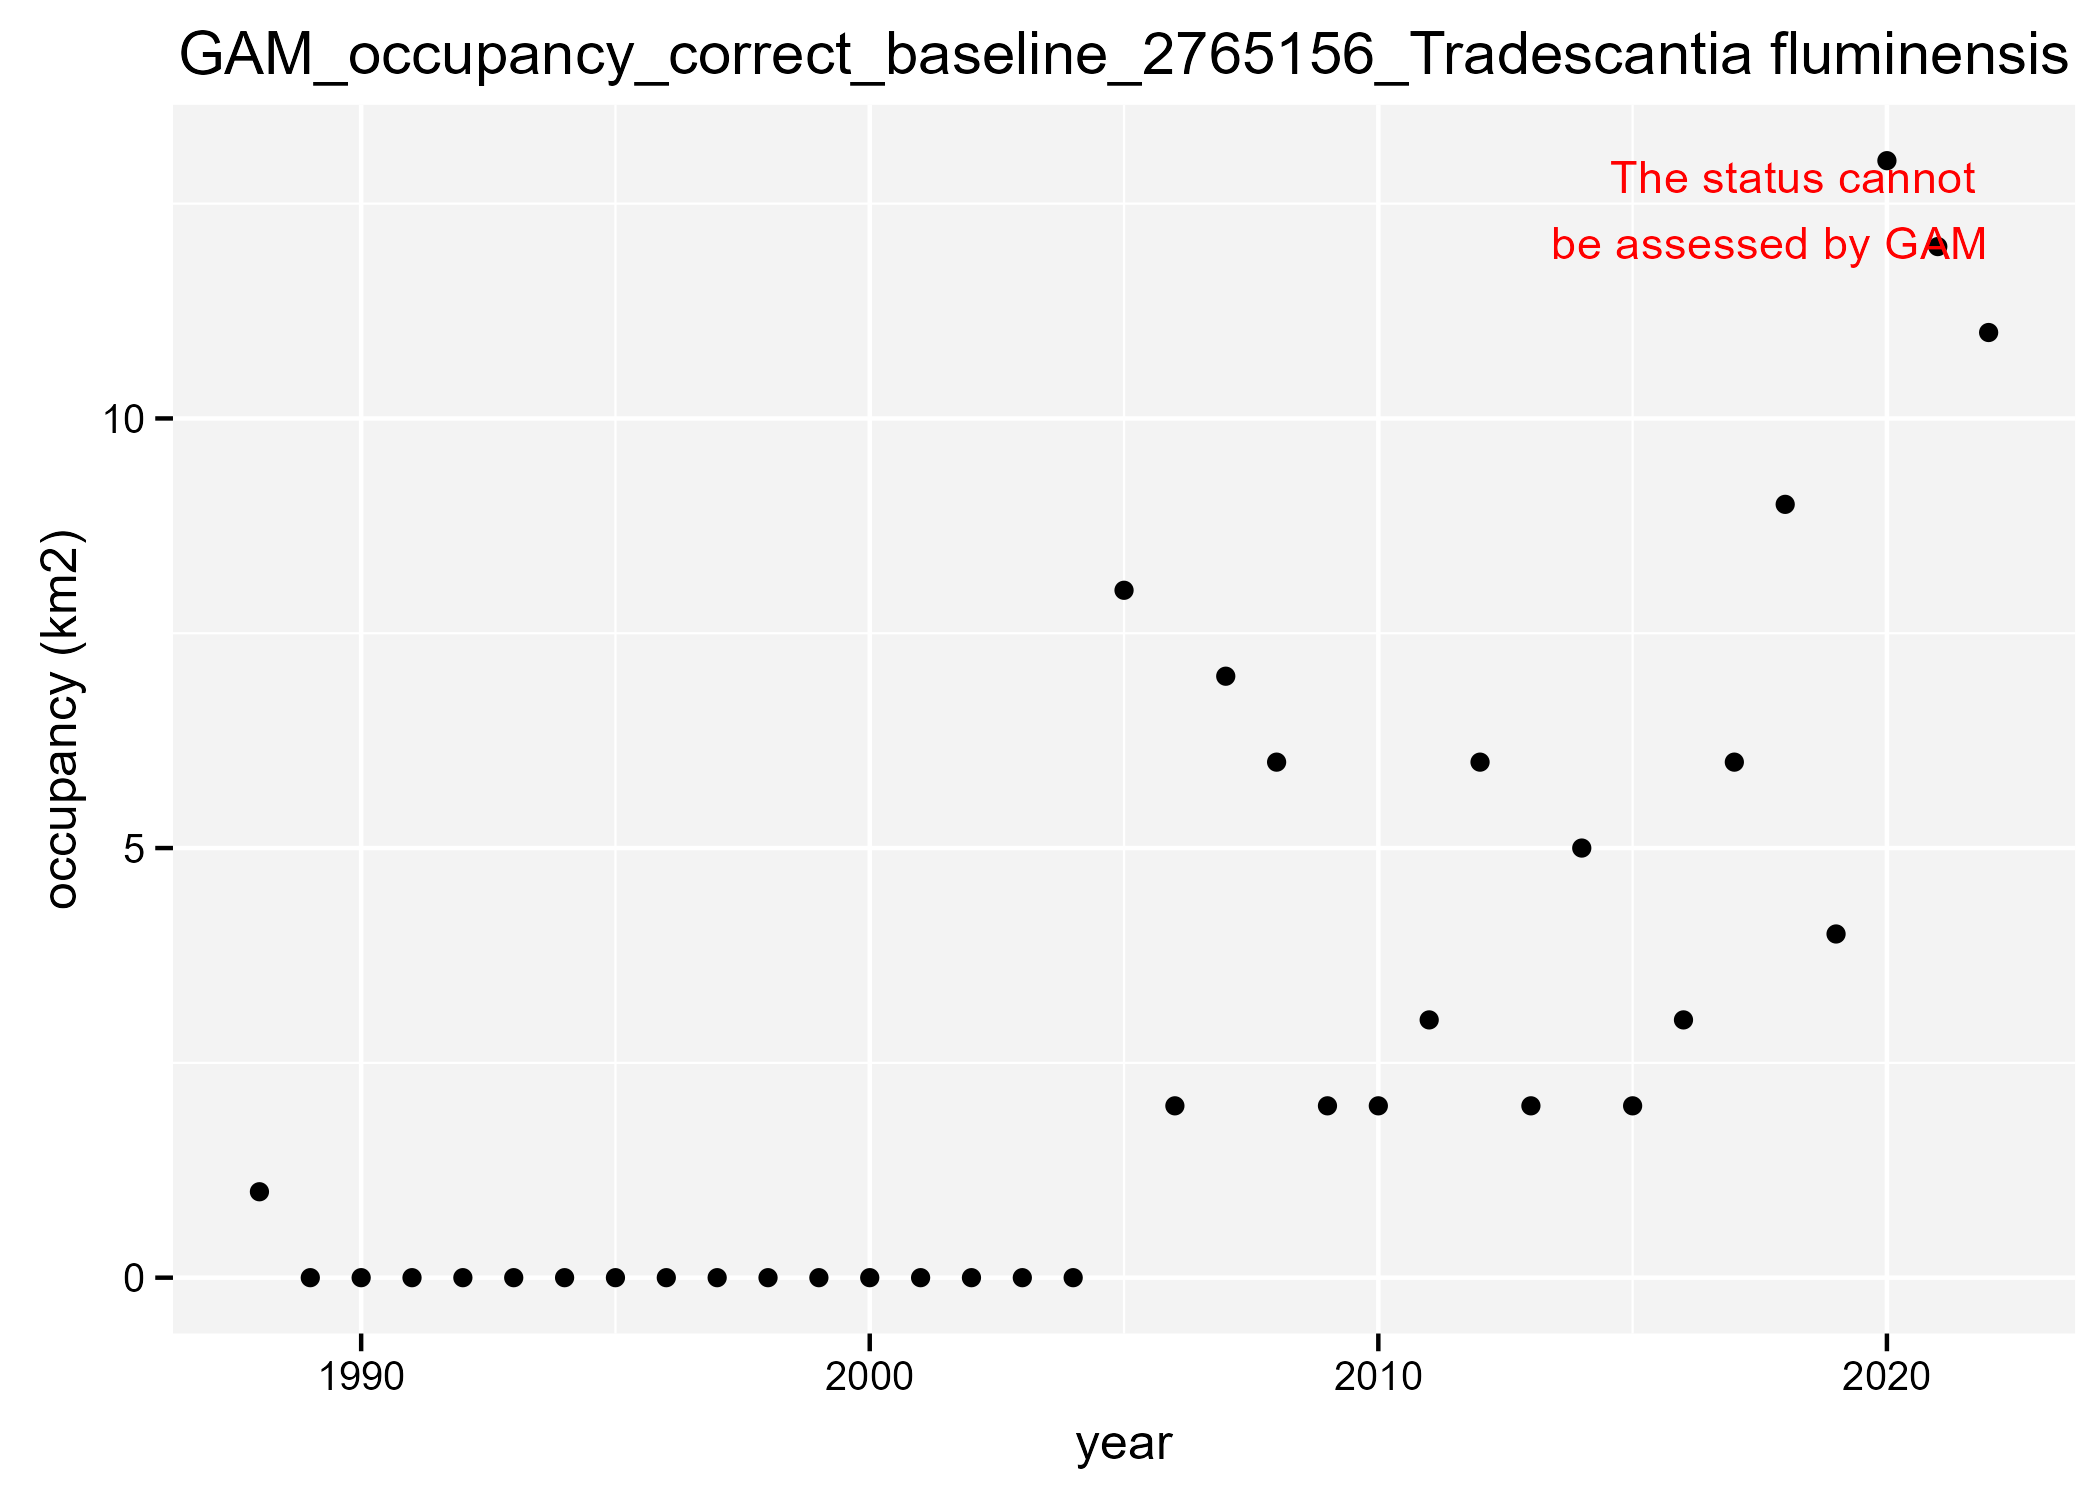 GAM_occupancy_correct_baseline_2765156_Tradescantia fluminensis
The status cannot
be assessed by GAM
10
5
0
occupancy (km2)
1990 2000 2010 2020
year